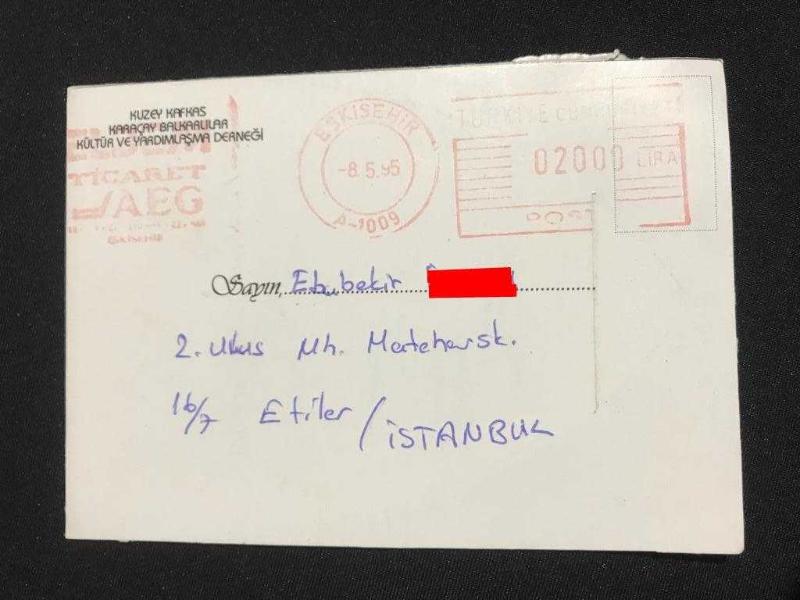 KUZEY KAFKAS
KARAÇAY BALKARLILAR
KÜLTÜR VE YARDIMLAŞMA DERNEĞİ
TİCARET
AEG
ESKİŞEHİR
-8.5.95
A-1009
TÜRKİYE CUMHURİYETİ
02000 LİRA
POSTA
Sayın, Ebubekir
2. Ulus Mh. Metehan sk.
16/7 Etiler / İSTANBUL